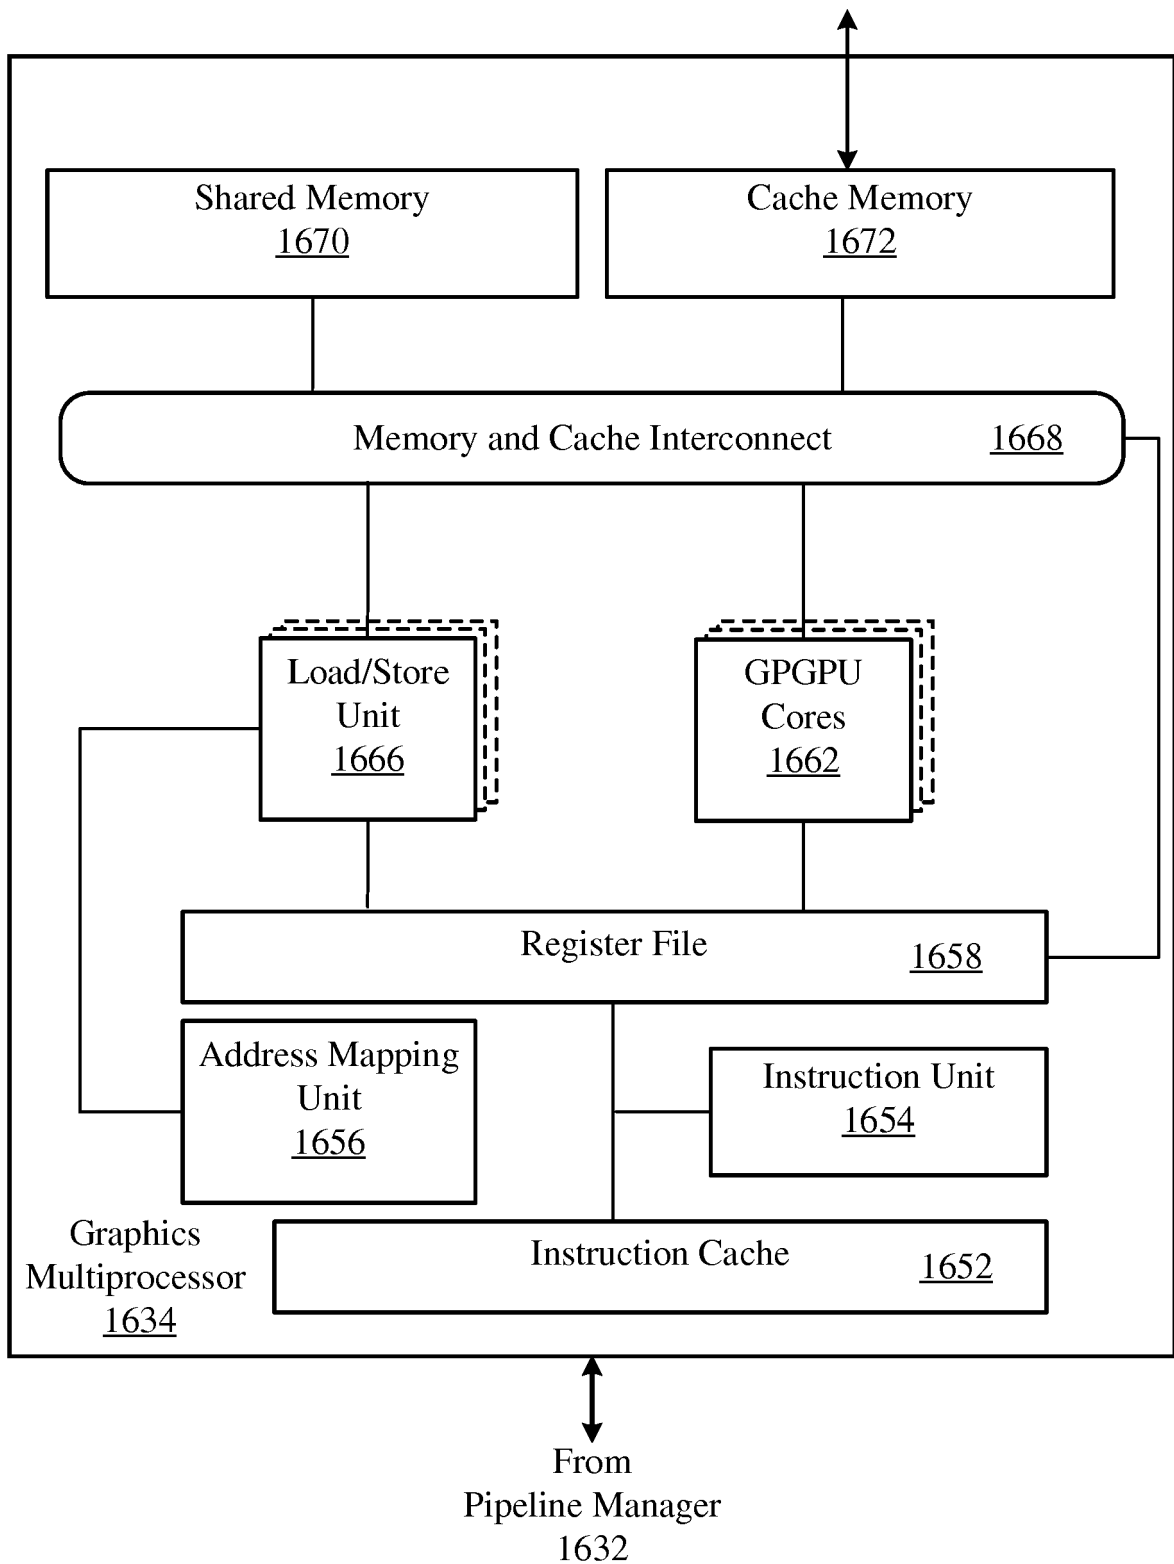 Shared Memory
1670
Cache Memory
1672
Memory and Cache Interconnect 1668
Load/Store
Unit
1666
GPGPU
Cores
1662
Register File 1658
Address Mapping
Unit
1656
Instruction Unit
1654
Graphics
Multiprocessor
1634
Instruction Cache 1652
From
Pipeline Manager
1632